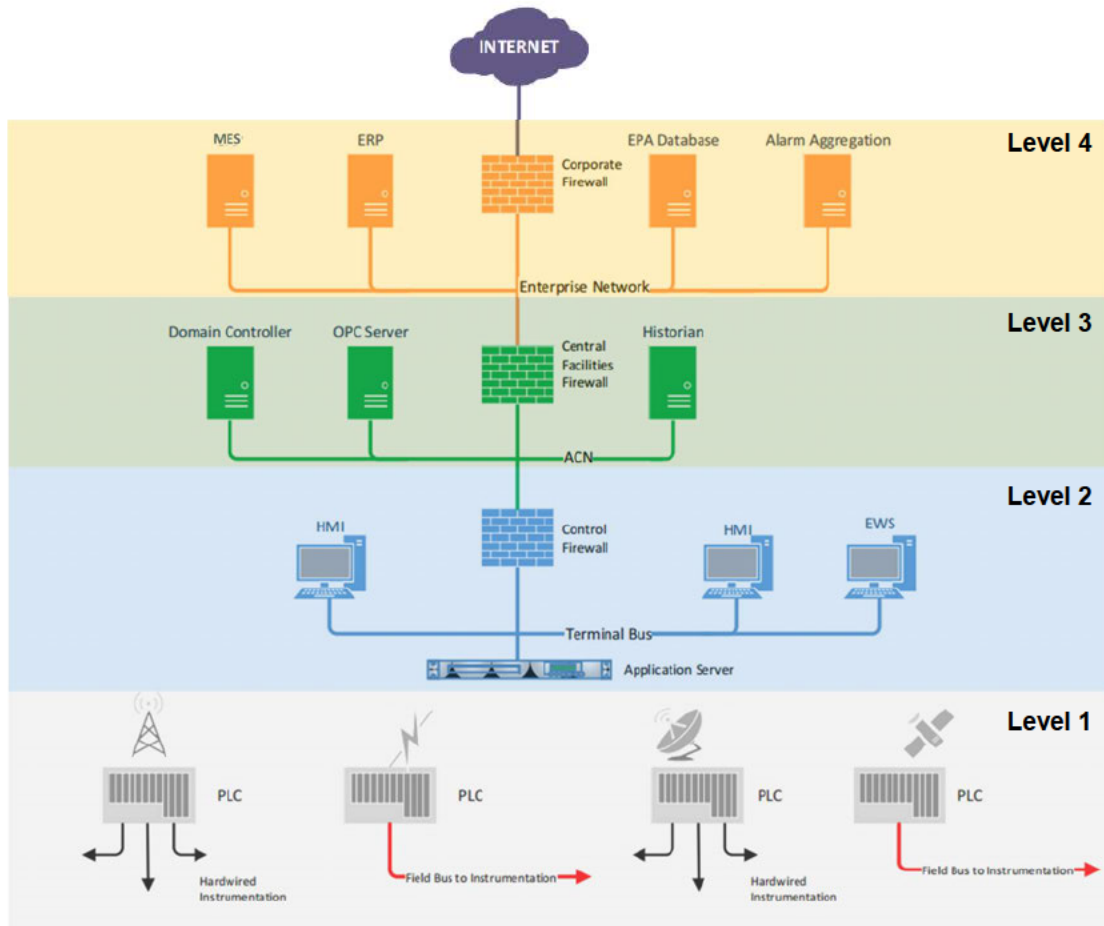 INTERNET
Level 4
MES
ERP
Corporate
Firewall
EPA Database
Alarm Aggregation
Enterprise Network
Level 3
Domain Controller
OPC Server
Central
Facilities
Firewall
Historian
ACN
Level 2
HMI
Control
Firewall
HMI
EWS
Terminal Bus
Application Server
Level 1
PLC
PLC
PLC
PLC
Hardwired
Instrumentation
Field Bus to Instrumentation
Hardwired
Instrumentation
Field Bus to Instrumentation